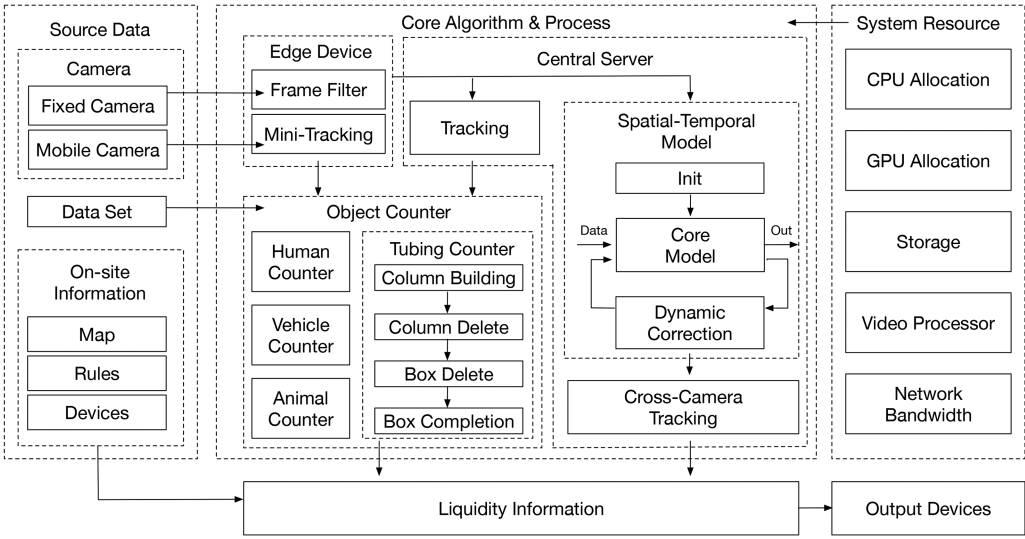 Source Data
Camera
Fixed Camera
Mobile Camera
Data Set
On-site
Information
Map
Rules
Devices
Core Algorithm & Process
Edge Device
Frame Filter
Mini-Tracking
Central Server
Tracking
Object Counter
Human
Counter
Vehicle
Counter
Animal
Counter
Tubing Counter
Column Building
Column Delete
Box Delete
Box Completion
Spatial-Temporal
Model
Init
Data
Core
Model
Out
Dynamic
Correction
Cross-Camera
Tracking
System Resource
CPU Allocation
GPU Allocation
Storage
Video Processor
Network
Bandwidth
Liquidity Information
Output Devices